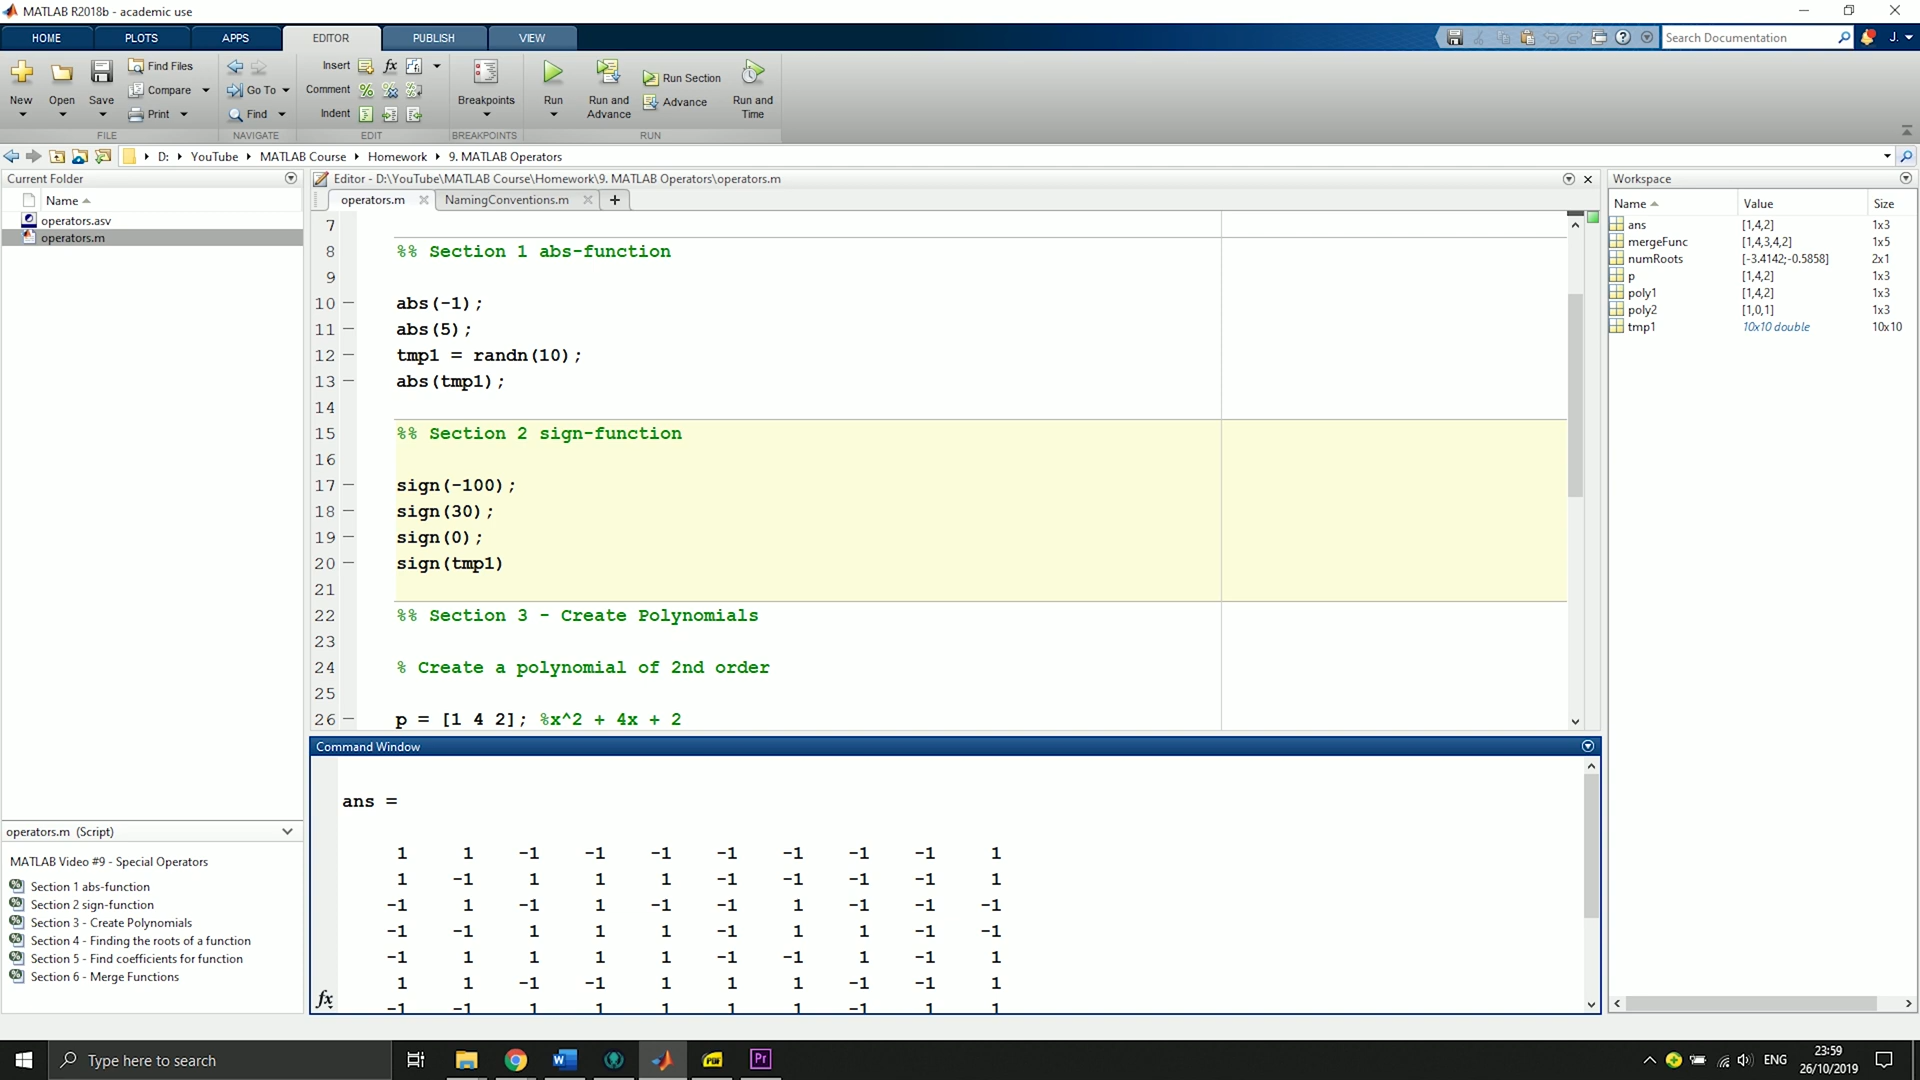 MATLAB R2018b - academic use
HOME PLOTS APPS EDITOR PUBLISH VIEW
Search Documentation
J.
New Open Save
Find Files
Compare
Print
FILE
Go To
Find
NAVIGATE
Insert fx
Comment
Indent
EDIT
Breakpoints
BREAKPOINTS
Run
Run and Advance
Run Section
Advance
Run and Time
RUN
D: YouTube MATLAB Course Homework 9. MATLAB Operators
Current Folder
Name
operators.asv
operators.m
operators.m (Script)
MATLAB Video #9 - Special Operators
Section 1 abs-function
Section 2 sign-function
Section 3 - Create Polynomials
Section 4 - Finding the roots of a function
Section 5 - Find coefficients for function
Section 6 - Merge Functions
Editor - D:\YouTube\MATLAB Course\Homework\9. MATLAB Operators\operators.m
operators.m NamingConventions.m
7
8 %% Section 1 abs-function
9
10 – abs(-1);
11 – abs(5);
12 – tmp1 = randn(10);
13 – abs(tmp1);
14
15 %% Section 2 sign-function
16
17 – sign(-100);
18 – sign(30);
19 – sign(0);
20 – sign(tmp1)
21
22 %% Section 3 - Create Polynomials
23
24 % Create a polynomial of 2nd order
25
26 – p = [1 4 2]; %x^2 + 4x + 2
Command Window
ans =
1 1 -1 -1 -1 -1 -1 -1 -1 1
1 -1 1 1 1 -1 -1 -1 -1 1
-1 1 -1 1 -1 -1 1 -1 -1 -1
-1 -1 1 1 1 -1 1 1 -1 -1
-1 1 1 1 1 -1 -1 1 -1 1
1 1 -1 -1 1 1 1 -1 -1 1
-1 -1 1 1 1 1 1 -1 1 1
fx
Workspace
Name Value Size
ans [1,4,2] 1x3
mergeFunc [1,4,3,4,2] 1x5
numRoots [-3.4142;-0.5858] 2x1
p [1,4,2] 1x3
poly1 [1,4,2] 1x3
poly2 [1,0,1] 1x3
tmp1 10x10 double 10x10
Type here to search
PDF
Pr
ENG
23:59
26/10/2019